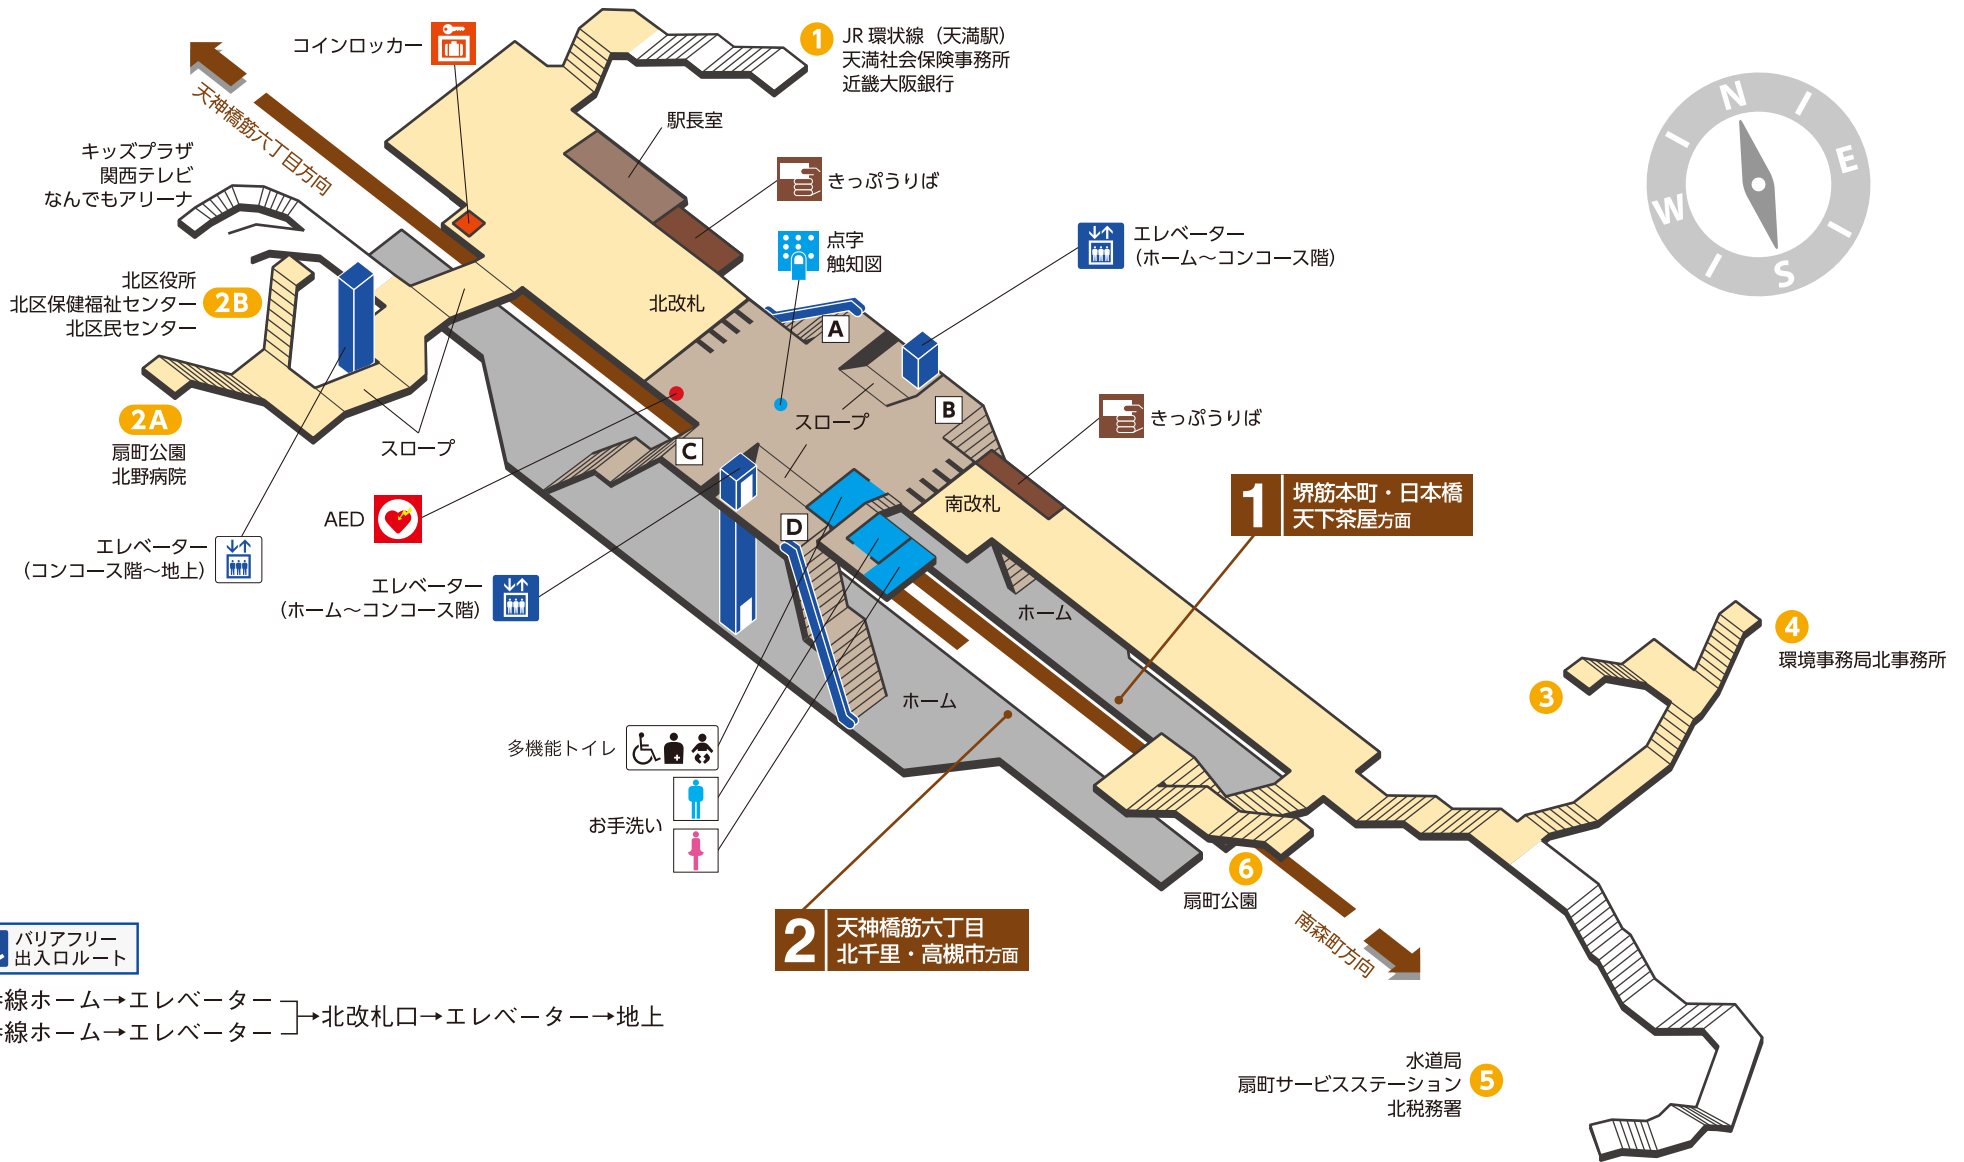 コインロッカー
1
JR 環状線（天満駅）
天満社会保険事務所
近畿大阪銀行
天神橋筋六丁目方向
駅長室
キッズプラザ
関西テレビ
なんでもアリーナ
きっぷうりば
点字
触知図
エレベーター
（ホーム～コンコース階）
N
E
S
W
北区役所
北区保健福祉センター
北区民センター
2B
北改札
A
2A
扇町公園
北野病院
スロープ
スロープ
B
きっぷうりば
C
南改札
D
AED
エレベーター
（コンコース階～地上）
エレベーター
（ホーム～コンコース階）
1
堺筋本町・日本橋
天下茶屋方面
ホーム
ホーム
4
環境事務局北事務所
3
多機能トイレ
お手洗い
6
扇町公園
2
天神橋筋六丁目
北千里・高槻市方面
南森町方向
バリアフリー
出入口ルート
線ホーム→エレベーター
線ホーム→エレベーター
→北改札口→エレベーター→地上
水道局
扇町サービスステーション
北税務署
5